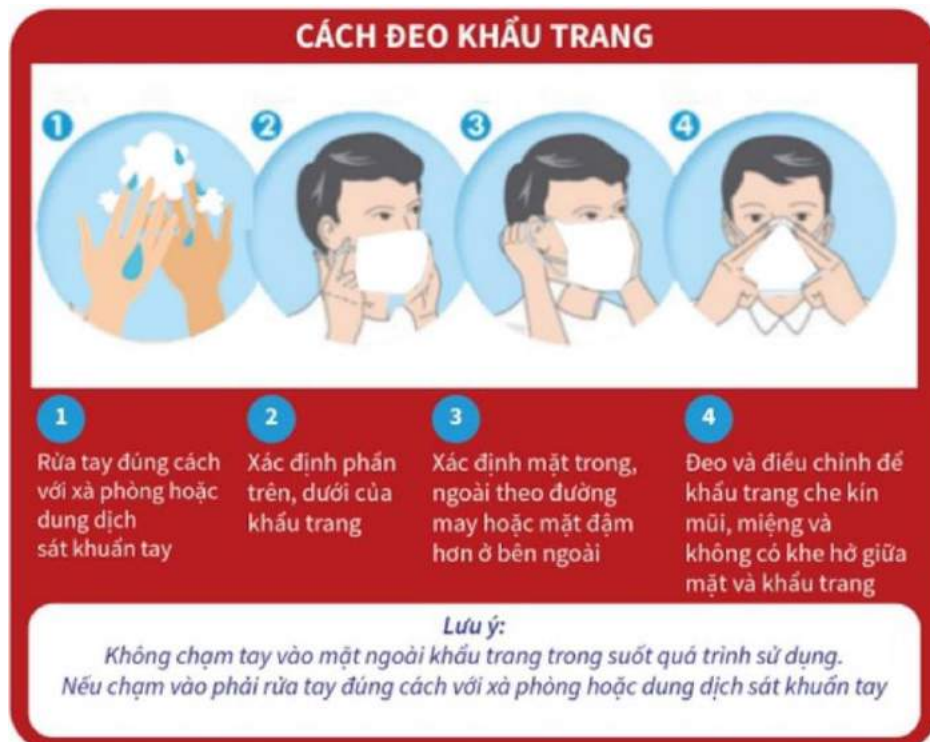 CÁCH ĐEO KHẨU TRANG
1
2
3
4
1
Rửa tay đúng cách
với xà phòng hoặc
dung dịch
sát khuẩn tay
2
Xác định phần
trên, dưới của
khẩu trang
3
Xác định mặt trong,
ngoài theo đường
may hoặc mặt đậm
hơn ở bên ngoài
4
Đeo và điều chỉnh để
khẩu trang che kín
mũi, miệng và
không có khe hở giữa
mặt và khẩu trang
Lưu ý:
Không chạm tay vào mặt ngoài khẩu trang trong suốt quá trình sử dụng.
Nếu chạm vào phải rửa tay đúng cách với xà phòng hoặc dung dịch sát khuẩn tay